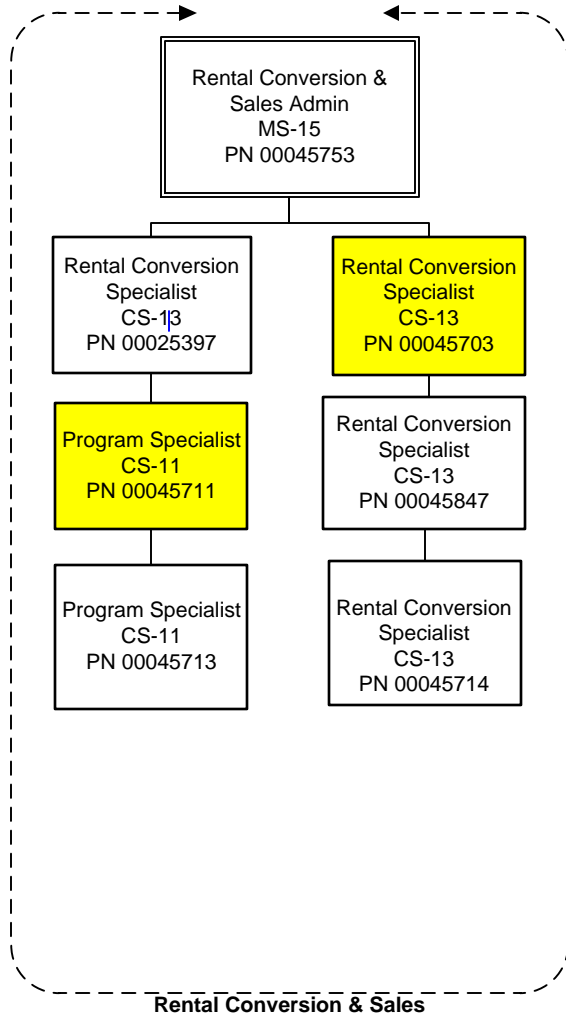 Rental Conversion &
Sales Admin
MS-15
PN 00045753
Rental Conversion
Specialist
CS-13
PN 00025397
Program Specialist
CS-11
PN 00045711
Program Specialist
CS-11
PN 00045713
Rental Conversion
Specialist
CS-13
PN 00045703
Rental Conversion
Specialist
CS-13
PN 00045847
Rental Conversion
Specialist
CS-13
PN 00045714
Rental Conversion & Sales